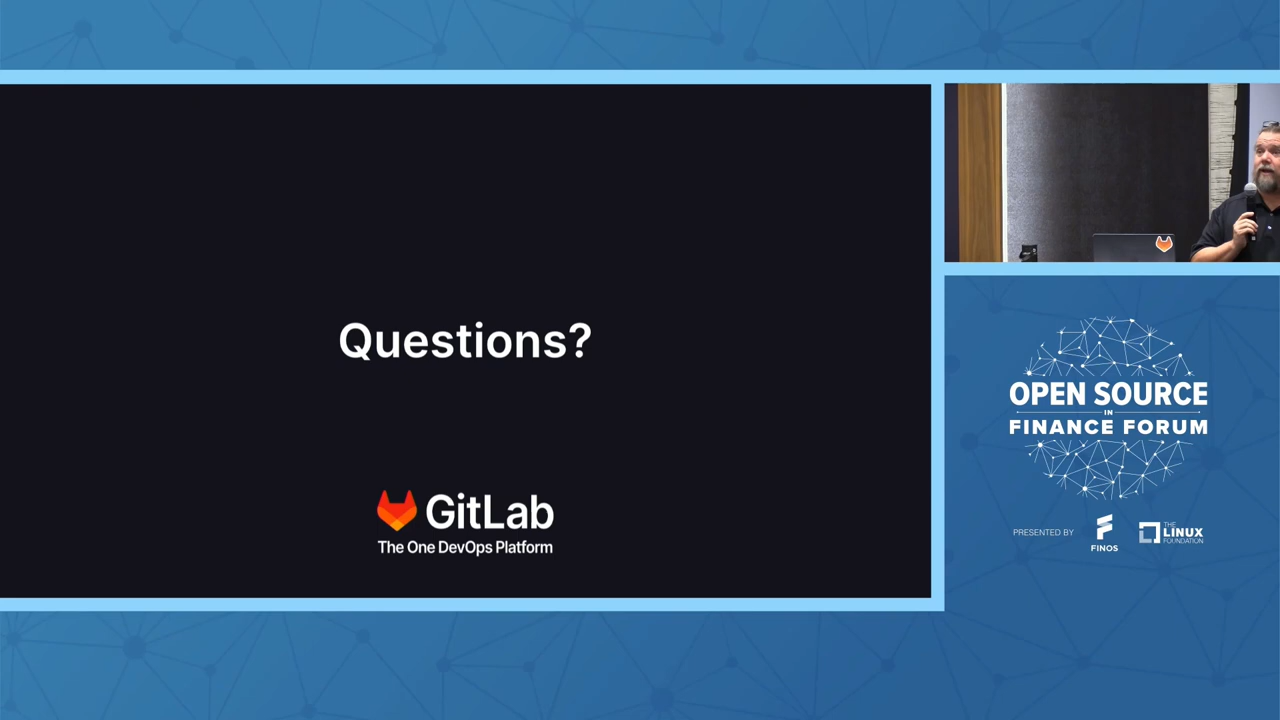 Questions?
GitLab
The One DevOps Platform
OPEN SOURCE
IN
FINANCE FORUM
PRESENTED BY
FINOS
THE
LINUX
FOUNDATION